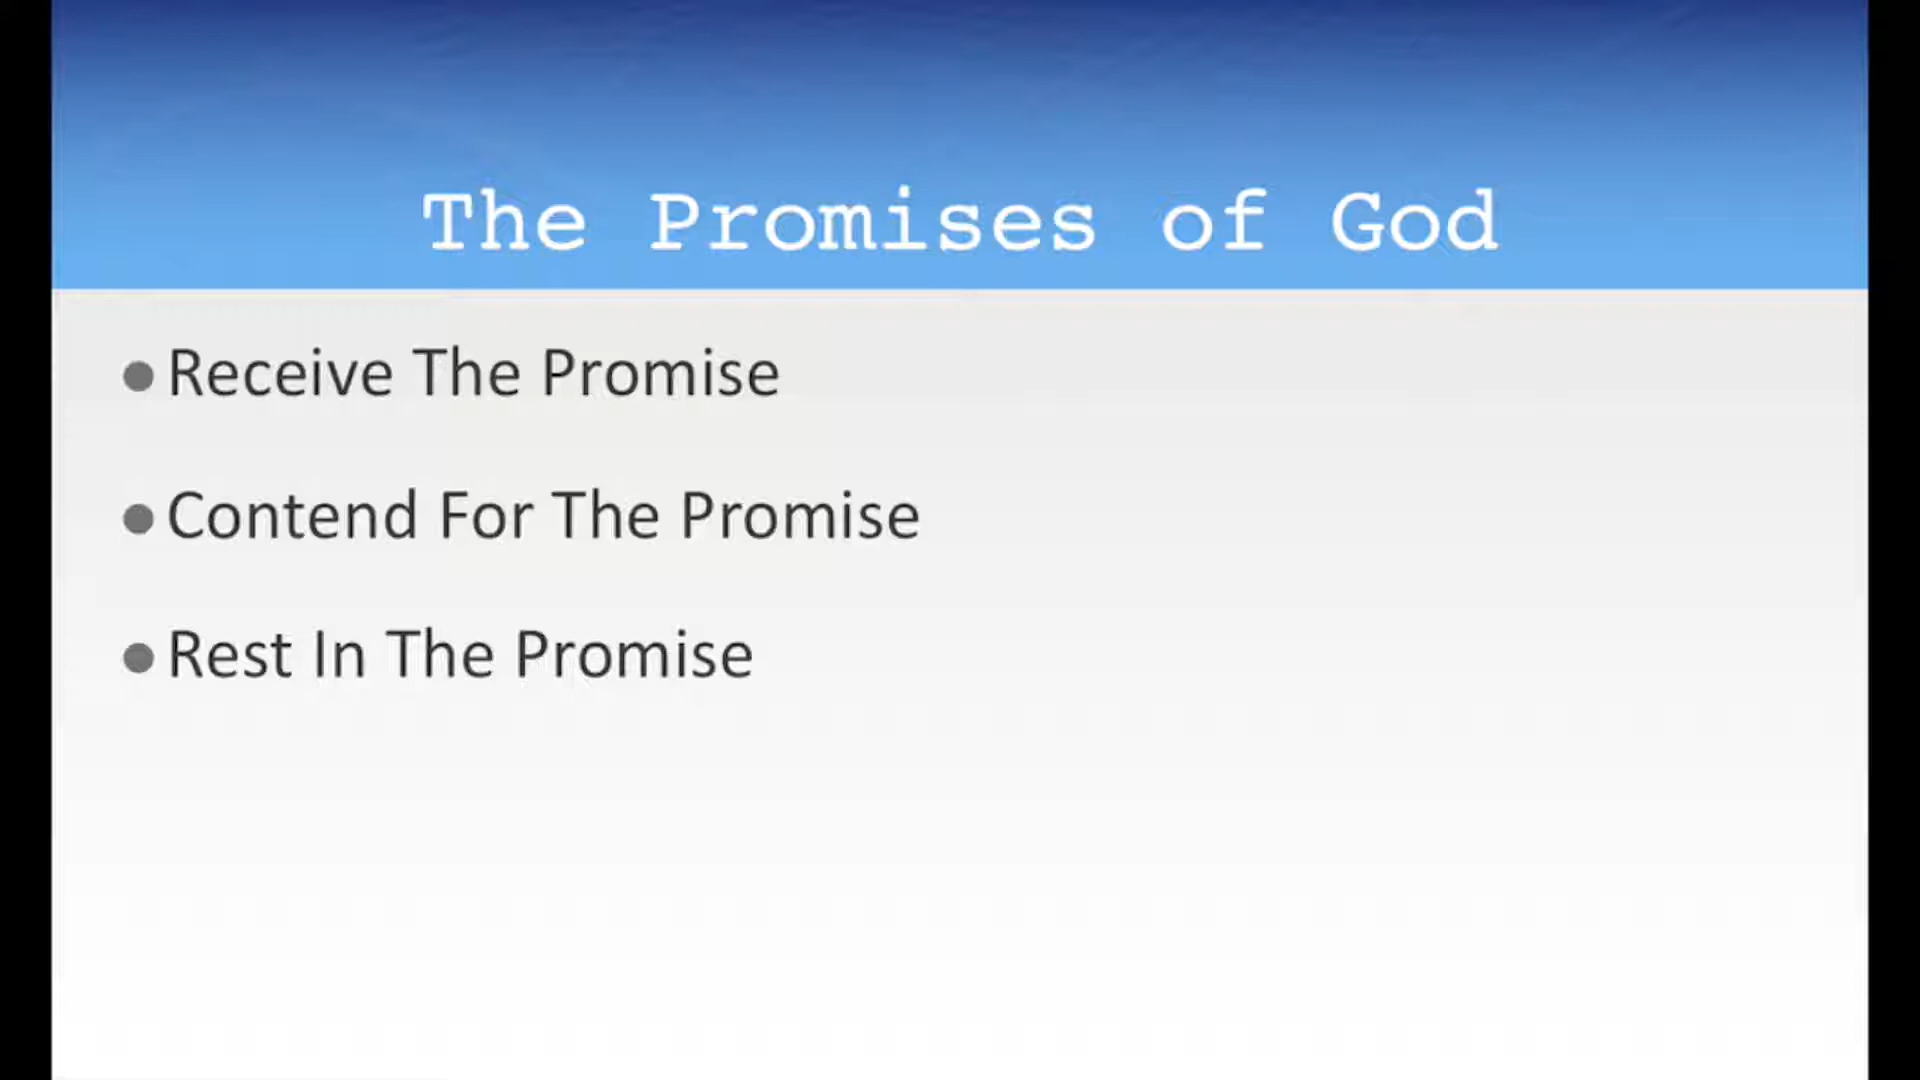 The Promises of God
Receive The Promise
Contend For The Promise
Rest In The Promise